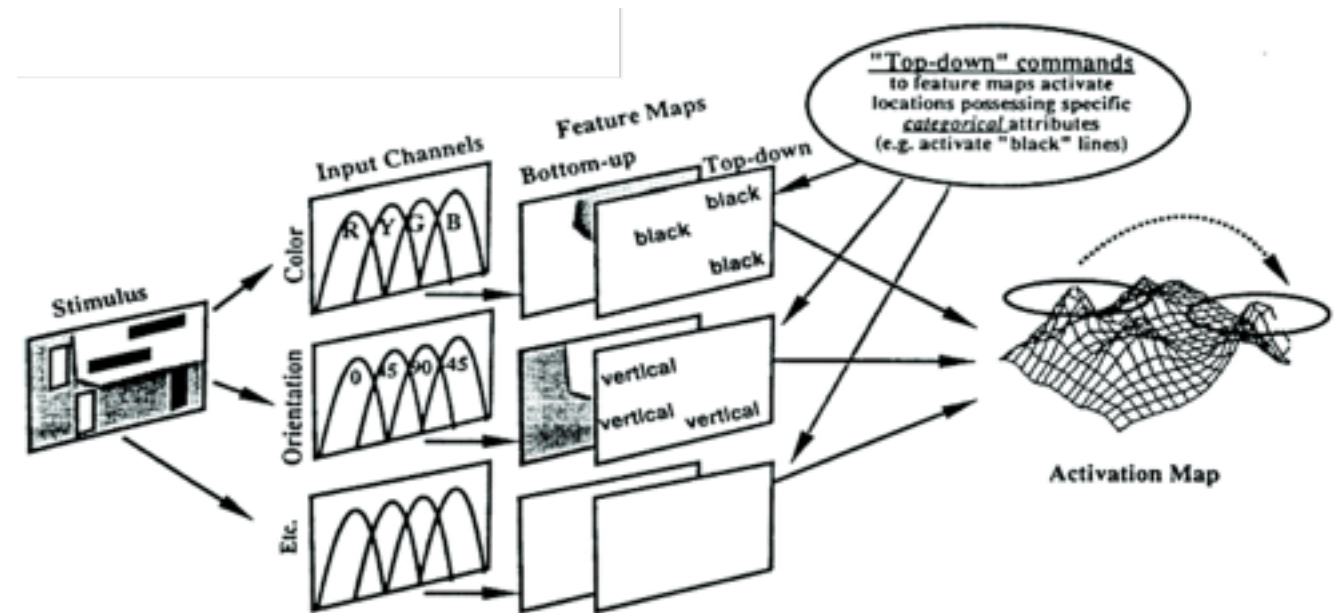 "Top-down" commands
to feature maps activate
locations possessing specific
categorical attributes
(e.g. activate "black" lines)
Feature Maps
Input Channels
Bottom-up
Top-down
Stimulus
Color
R Y G B
black
black
black
Orientation
0 45 90 -45
vertical
vertical
vertical
Etc.
Activation Map